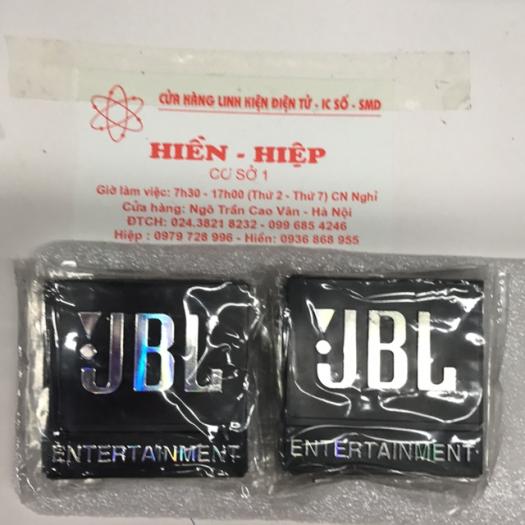 CỬA HÀNG LINH KIỆN ĐIỆN TỬ - IC SỐ - SMD
HIỀN - HIỆP
CƠ SỞ 1
Giờ làm việc: 7h30 - 17h00 (Thứ 2 - Thứ 7) CN Nghỉ
Cửa hàng: Ngõ Trần Cao Vân - Hà Nội
ĐTCH: 024.3821 8232 - 099 685 4246
Hiệp : 0979 728 996 - Hiền: 0936 868 955
JBL
ENTERTAINMENT
JBL
ENTERTAINMENT